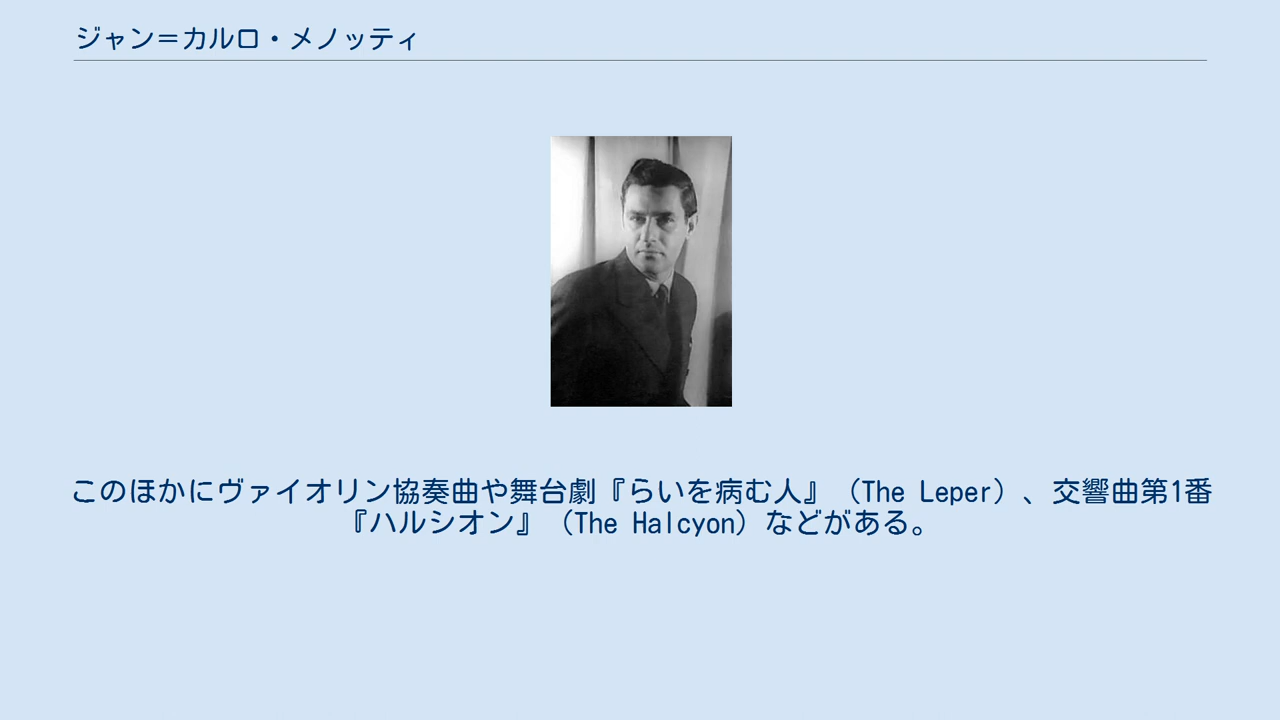 ジャン＝カルロ・メノッティ
このほかにヴァイオリン協奏曲や舞台劇『らいを病む人』（The Leper）、交響曲第1番
『ハルシオン』（The Halcyon）などがある。